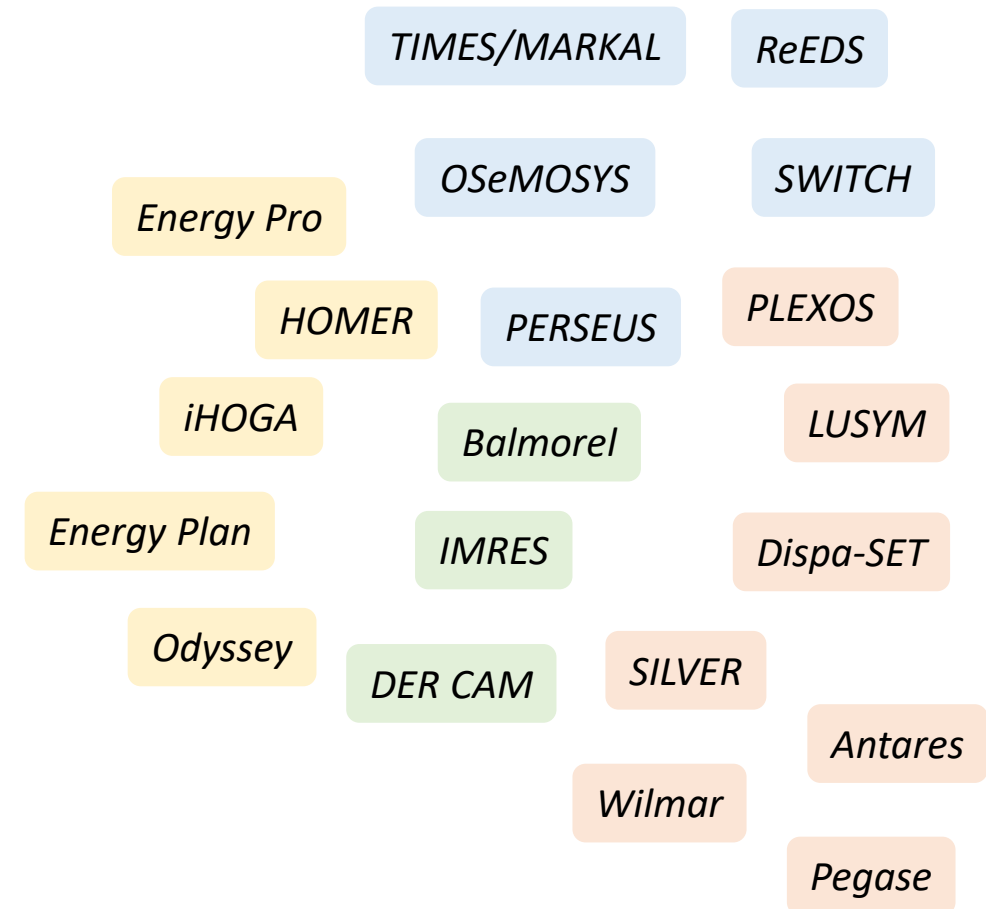 TIMES/MARKAL
ReEDS
OSeMOSYS
SWITCH
Energy Pro
HOMER
PERSEUS
PLEXOS
iHOGA
Balmorel
LUSYM
Energy Plan
IMRES
Dispa-SET
Odyssey
DER CAM
SILVER
Antares
Wilmar
Pegase